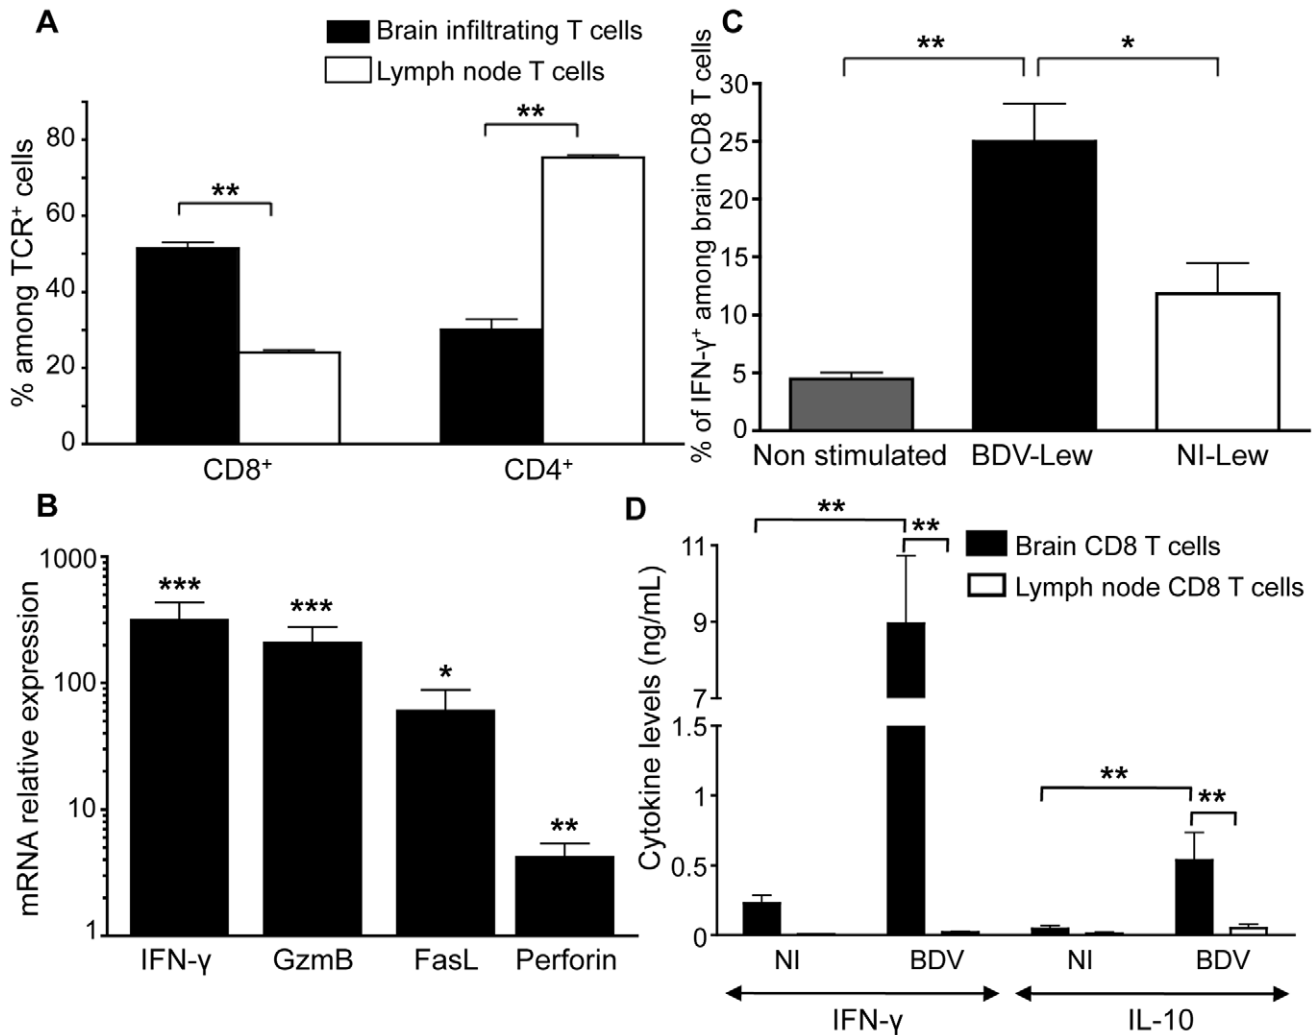 A
Brain infiltrating T cells
Lymph node T cells
% among TCR⁺ cells
80
60
40
20
0
**
**
CD8⁺
CD4⁺
B
mRNA relative expression
1000
100
10
1
***
***
*
**
IFN-γ
GzmB
FasL
Perforin
C
% of IFN-γ⁺ among brain CD8 T cells
**
*
30
25
20
15
10
5
0
Non stimulated
BDV-Lew
NI-Lew
D
Brain CD8 T cells
Lymph node CD8 T cells
Cytokine levels (ng/mL)
**
**
**
**
11
9
7
1.5
1
0.5
0
NI
BDV
NI
BDV
IFN-γ
IL-10